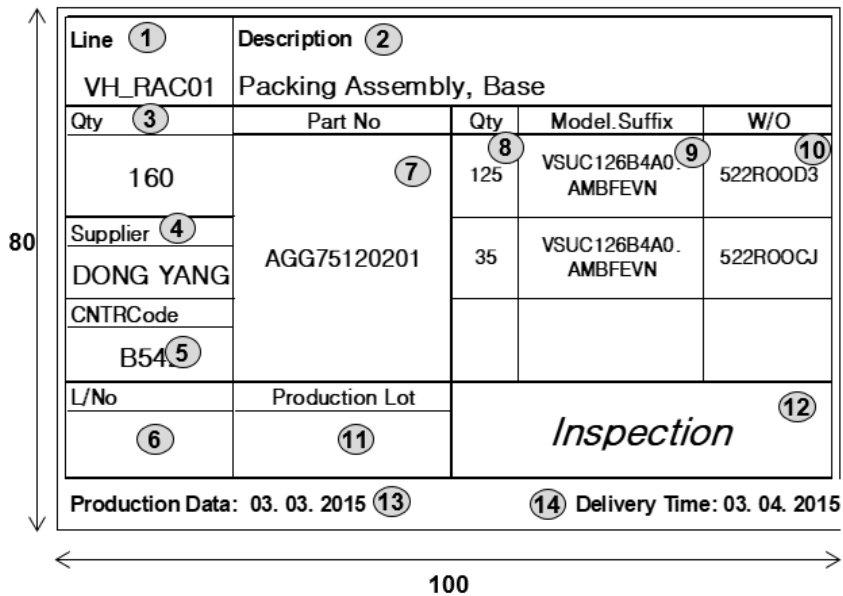 Line 1 Description 2
VH_RAC01 Packing Assembly, Base
Qty 3 Part No Qty 8 Model.Suffix 9 W/O 10
160 7 125 VSUC126B4A0. AMBFEVN 522ROOD3
Supplier 4
DONG YANG AGG75120201 35 VSUC126B4A0. AMBFEVN 522ROOCJ
80
CNTRCode
5
L/No Production Lot 12
6 11 Inspection
Production Data: 03. 03. 2015 13 14 Delivery Time: 03. 04. 2015
100